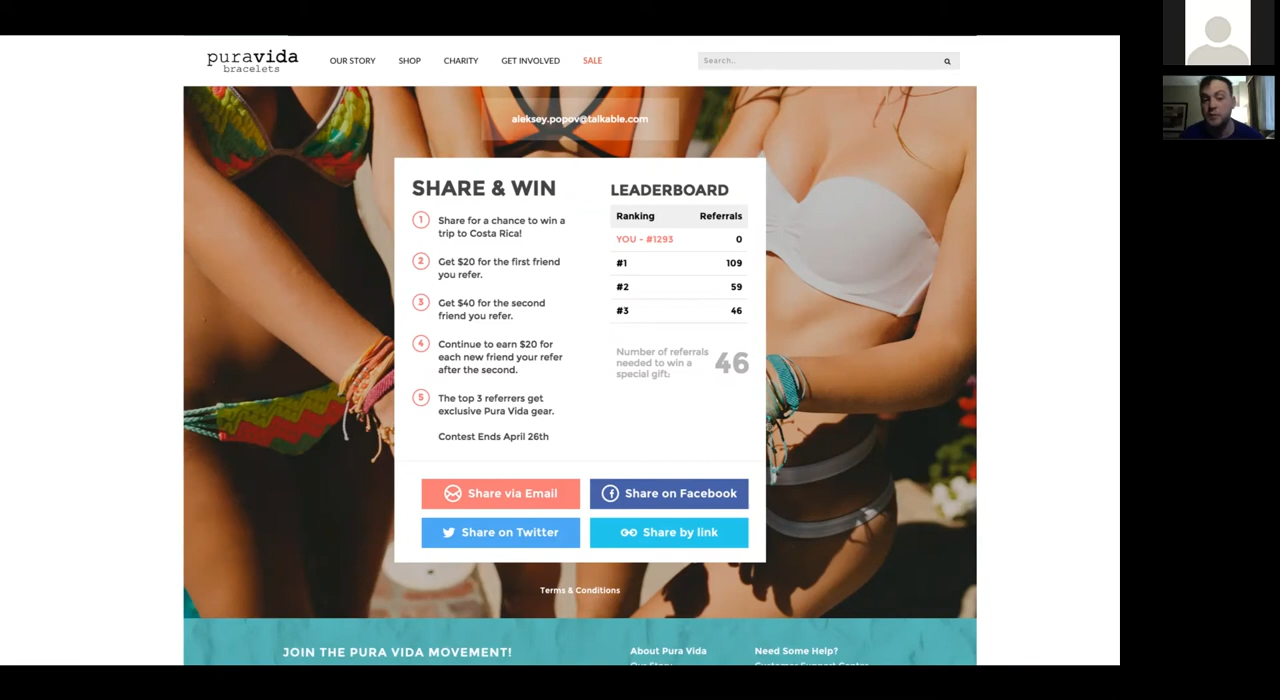 puravida
bracelets
OUR STORY
SHOP
CHARITY
GET INVOLVED
SALE
Search..
aleksey.popov@talkable.com
SHARE & WIN
1 Share for a chance to win a
trip to Costa Rica!
2 Get $20 for the first friend
you refer.
3 Get $40 for the second
friend you refer.
4 Continue to earn $20 for
each new friend your refer
after the second.
5 The top 3 referrers get
exclusive Pura Vida gear.
Contest Ends April 26th
LEADERBOARD
Ranking Referrals
YOU - #1293 0
#1 109
#2 59
#3 46
Number of referrals
needed to win a
special gift:
46
Share via Email
Share on Facebook
Share on Twitter
Share by link
Terms & Conditions
JOIN THE PURA VIDA MOVEMENT!
About Pura Vida
Our Story
Need Some Help?
Customer Support Centre